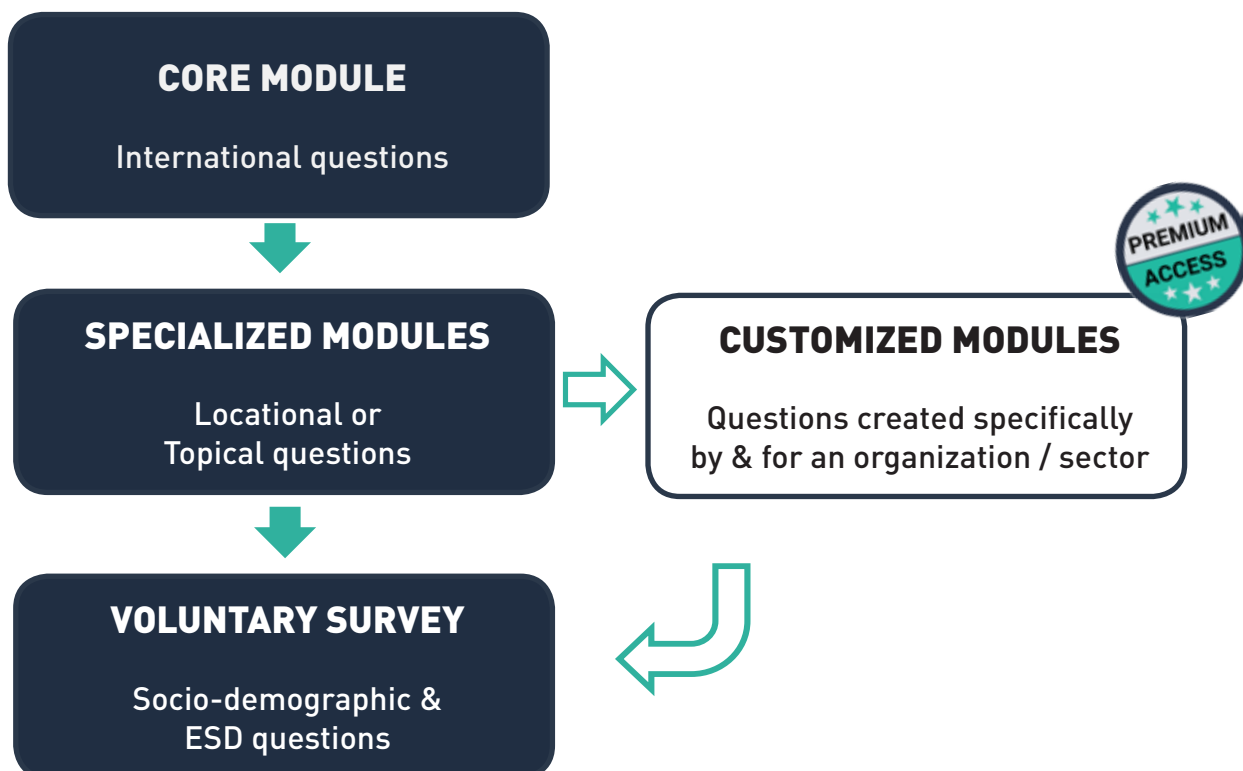 CORE MODULE
International questions
PREMIUM
ACCESS
SPECIALIZED MODULES
Locational or
Topical questions
CUSTOMIZED MODULES
Questions created specifically
by & for an organization / sector
VOLUNTARY SURVEY
Socio-demographic &
ESD questions